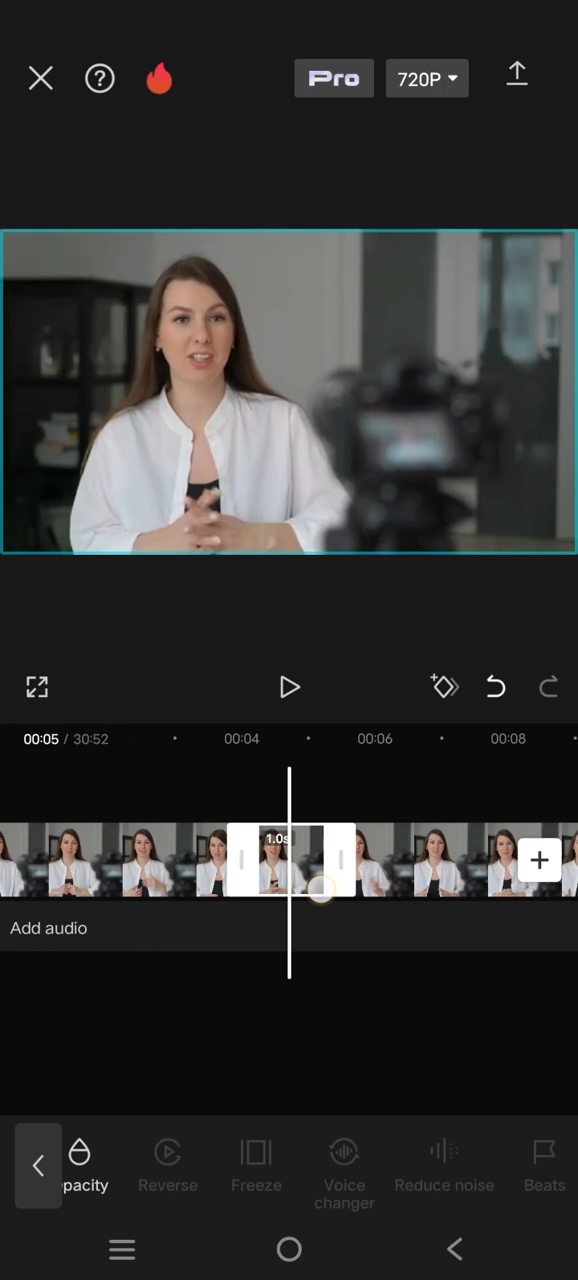 Pro
720P
00:05 / 30:52
00:04
00:06
00:08
1.0s
Add audio
pacity
Reverse
Freeze
Voice
changer
Reduce noise
Beats